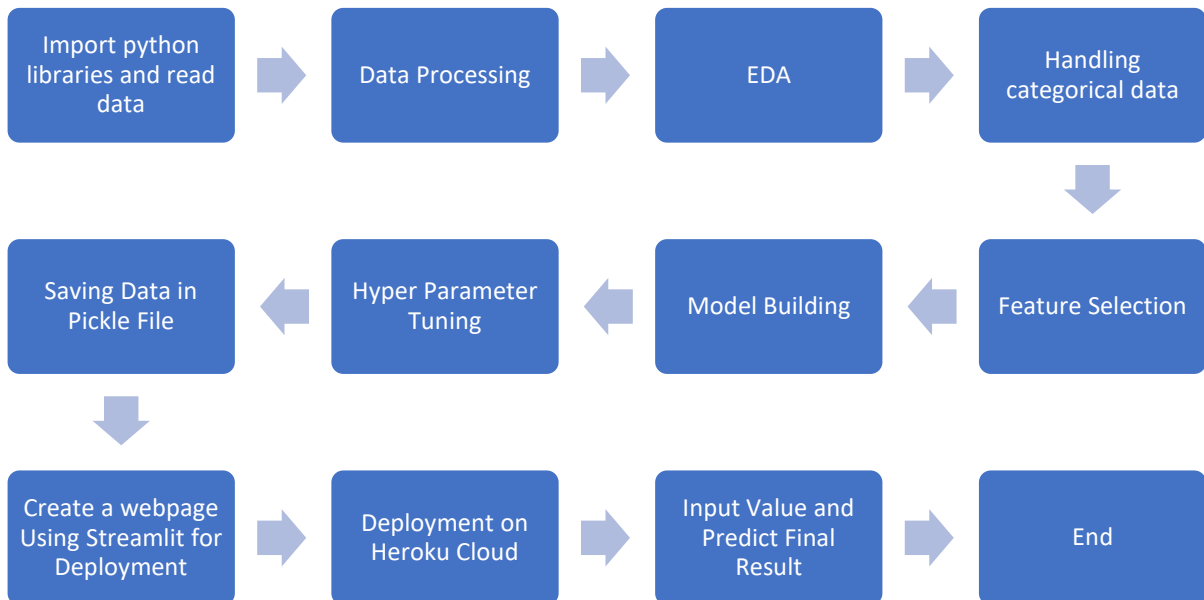 Import python
libraries and read
data
Data Processing
EDA
Handling
categorical data
Feature Selection
Model Building
Hyper Parameter
Tuning
Saving Data in
Pickle File
Create a webpage
Using Streamlit for
Deployment
Deployment on
Heroku Cloud
Input Value and
Predict Final
Result
End